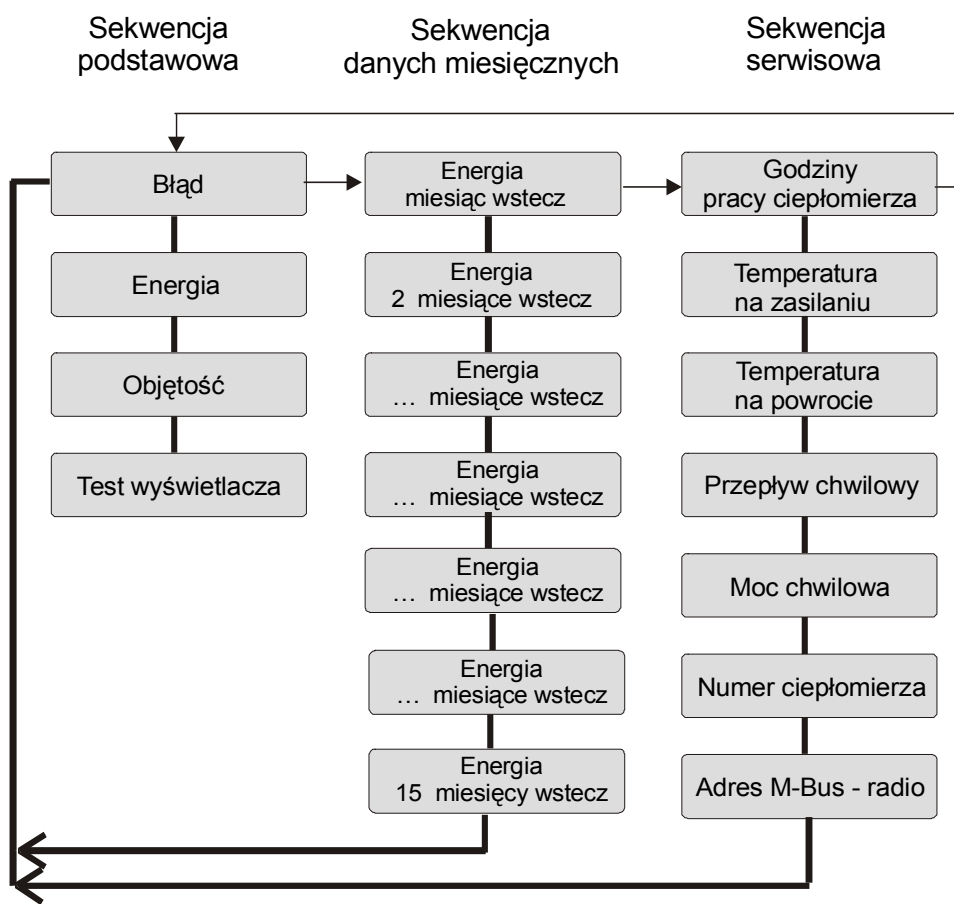 Sekwencja
podstawowa
Sekwencja
danych miesięcznych
Sekwencja
serwisowa
Błąd
Energia
Objętość
Test wyświetlacza
Energia
miesiąc wstecz
Energia
2 miesiące wstecz
Energia
… miesiące wstecz
Energia
… miesiące wstecz
Energia
… miesiące wstecz
Energia
… miesiące wstecz
Energia
15 miesięcy wstecz
Godziny
pracy ciepłomierza
Temperatura
na zasilaniu
Temperatura
na powrocie
Przepływ chwilowy
Moc chwilowa
Numer ciepłomierza
Adres M-Bus - radio